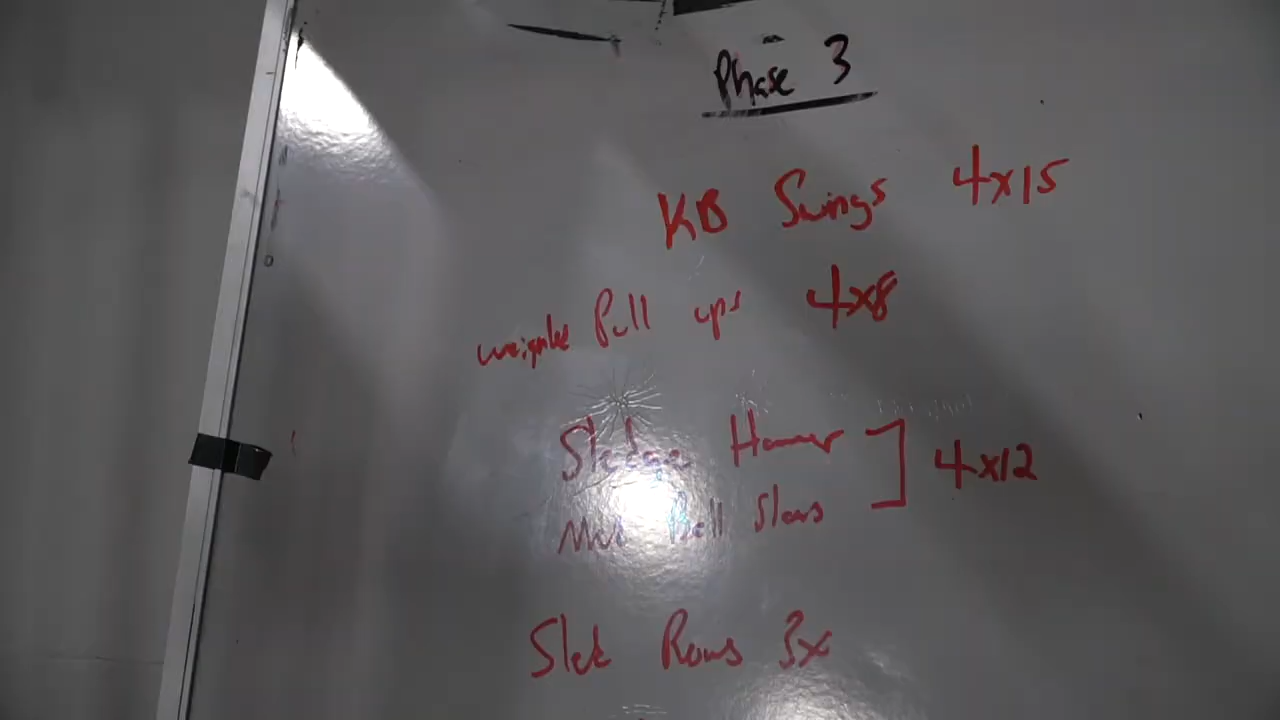 Phase 3
KB Swings 4x15
weighted Pull ups 4x8
Sledge Hammer
Med Ball Slams
4x12
Sled Rows 3x